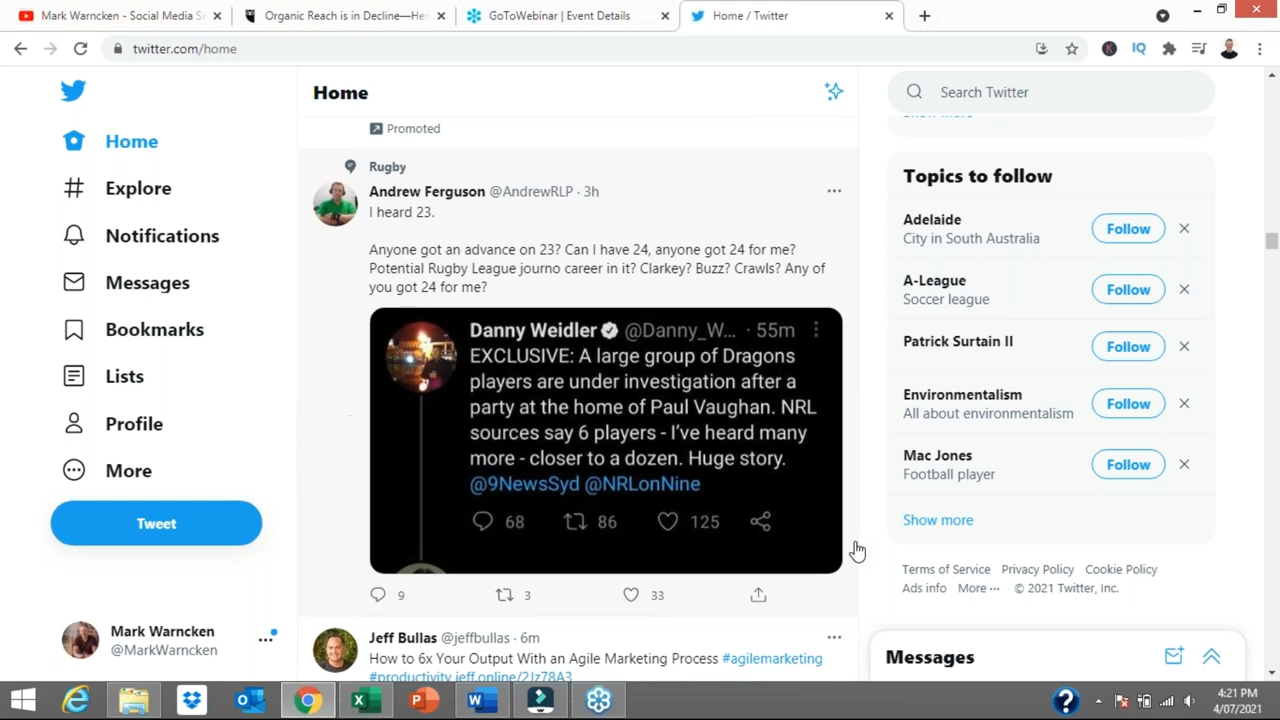 Mark Warncken - Social Media Se
Organic Reach is in Decline—Her
GoToWebinar | Event Details
Home / Twitter
twitter.com/home
IQ
Home
Search Twitter
Promoted
Home
Explore
Notifications
Messages
Bookmarks
Lists
Profile
More
Tweet
Mark Warncken
@MarkWarncken
Rugby
Andrew Ferguson @AndrewRLP · 3h
I heard 23.
Anyone got an advance on 23? Can I have 24, anyone got 24 for me?
Potential Rugby League journo career in it? Clarkey? Buzz? Crawls? Any of
you got 24 for me?
Danny Weidler @Danny_W... · 55m
EXCLUSIVE: A large group of Dragons
players are under investigation after a
party at the home of Paul Vaughan. NRL
sources say 6 players - I've heard many
more - closer to a dozen. Huge story.
@9NewsSyd @NRLonNine
68 86 125
9 3 33
Jeff Bullas @jeffbullas · 6m
How to 6x Your Output With an Agile Marketing Process #agilemarketing
#productivity jeff.online/2Jz78A3
Topics to follow
Adelaide
City in South Australia
Follow
A-League
Soccer league
Follow
Patrick Surtain II
Follow
Environmentalism
All about environmentalism
Follow
Mac Jones
Football player
Follow
Show more
Terms of Service Privacy Policy Cookie Policy
Ads info More ··· © 2021 Twitter, Inc.
Messages
4:21 PM
4/07/2021